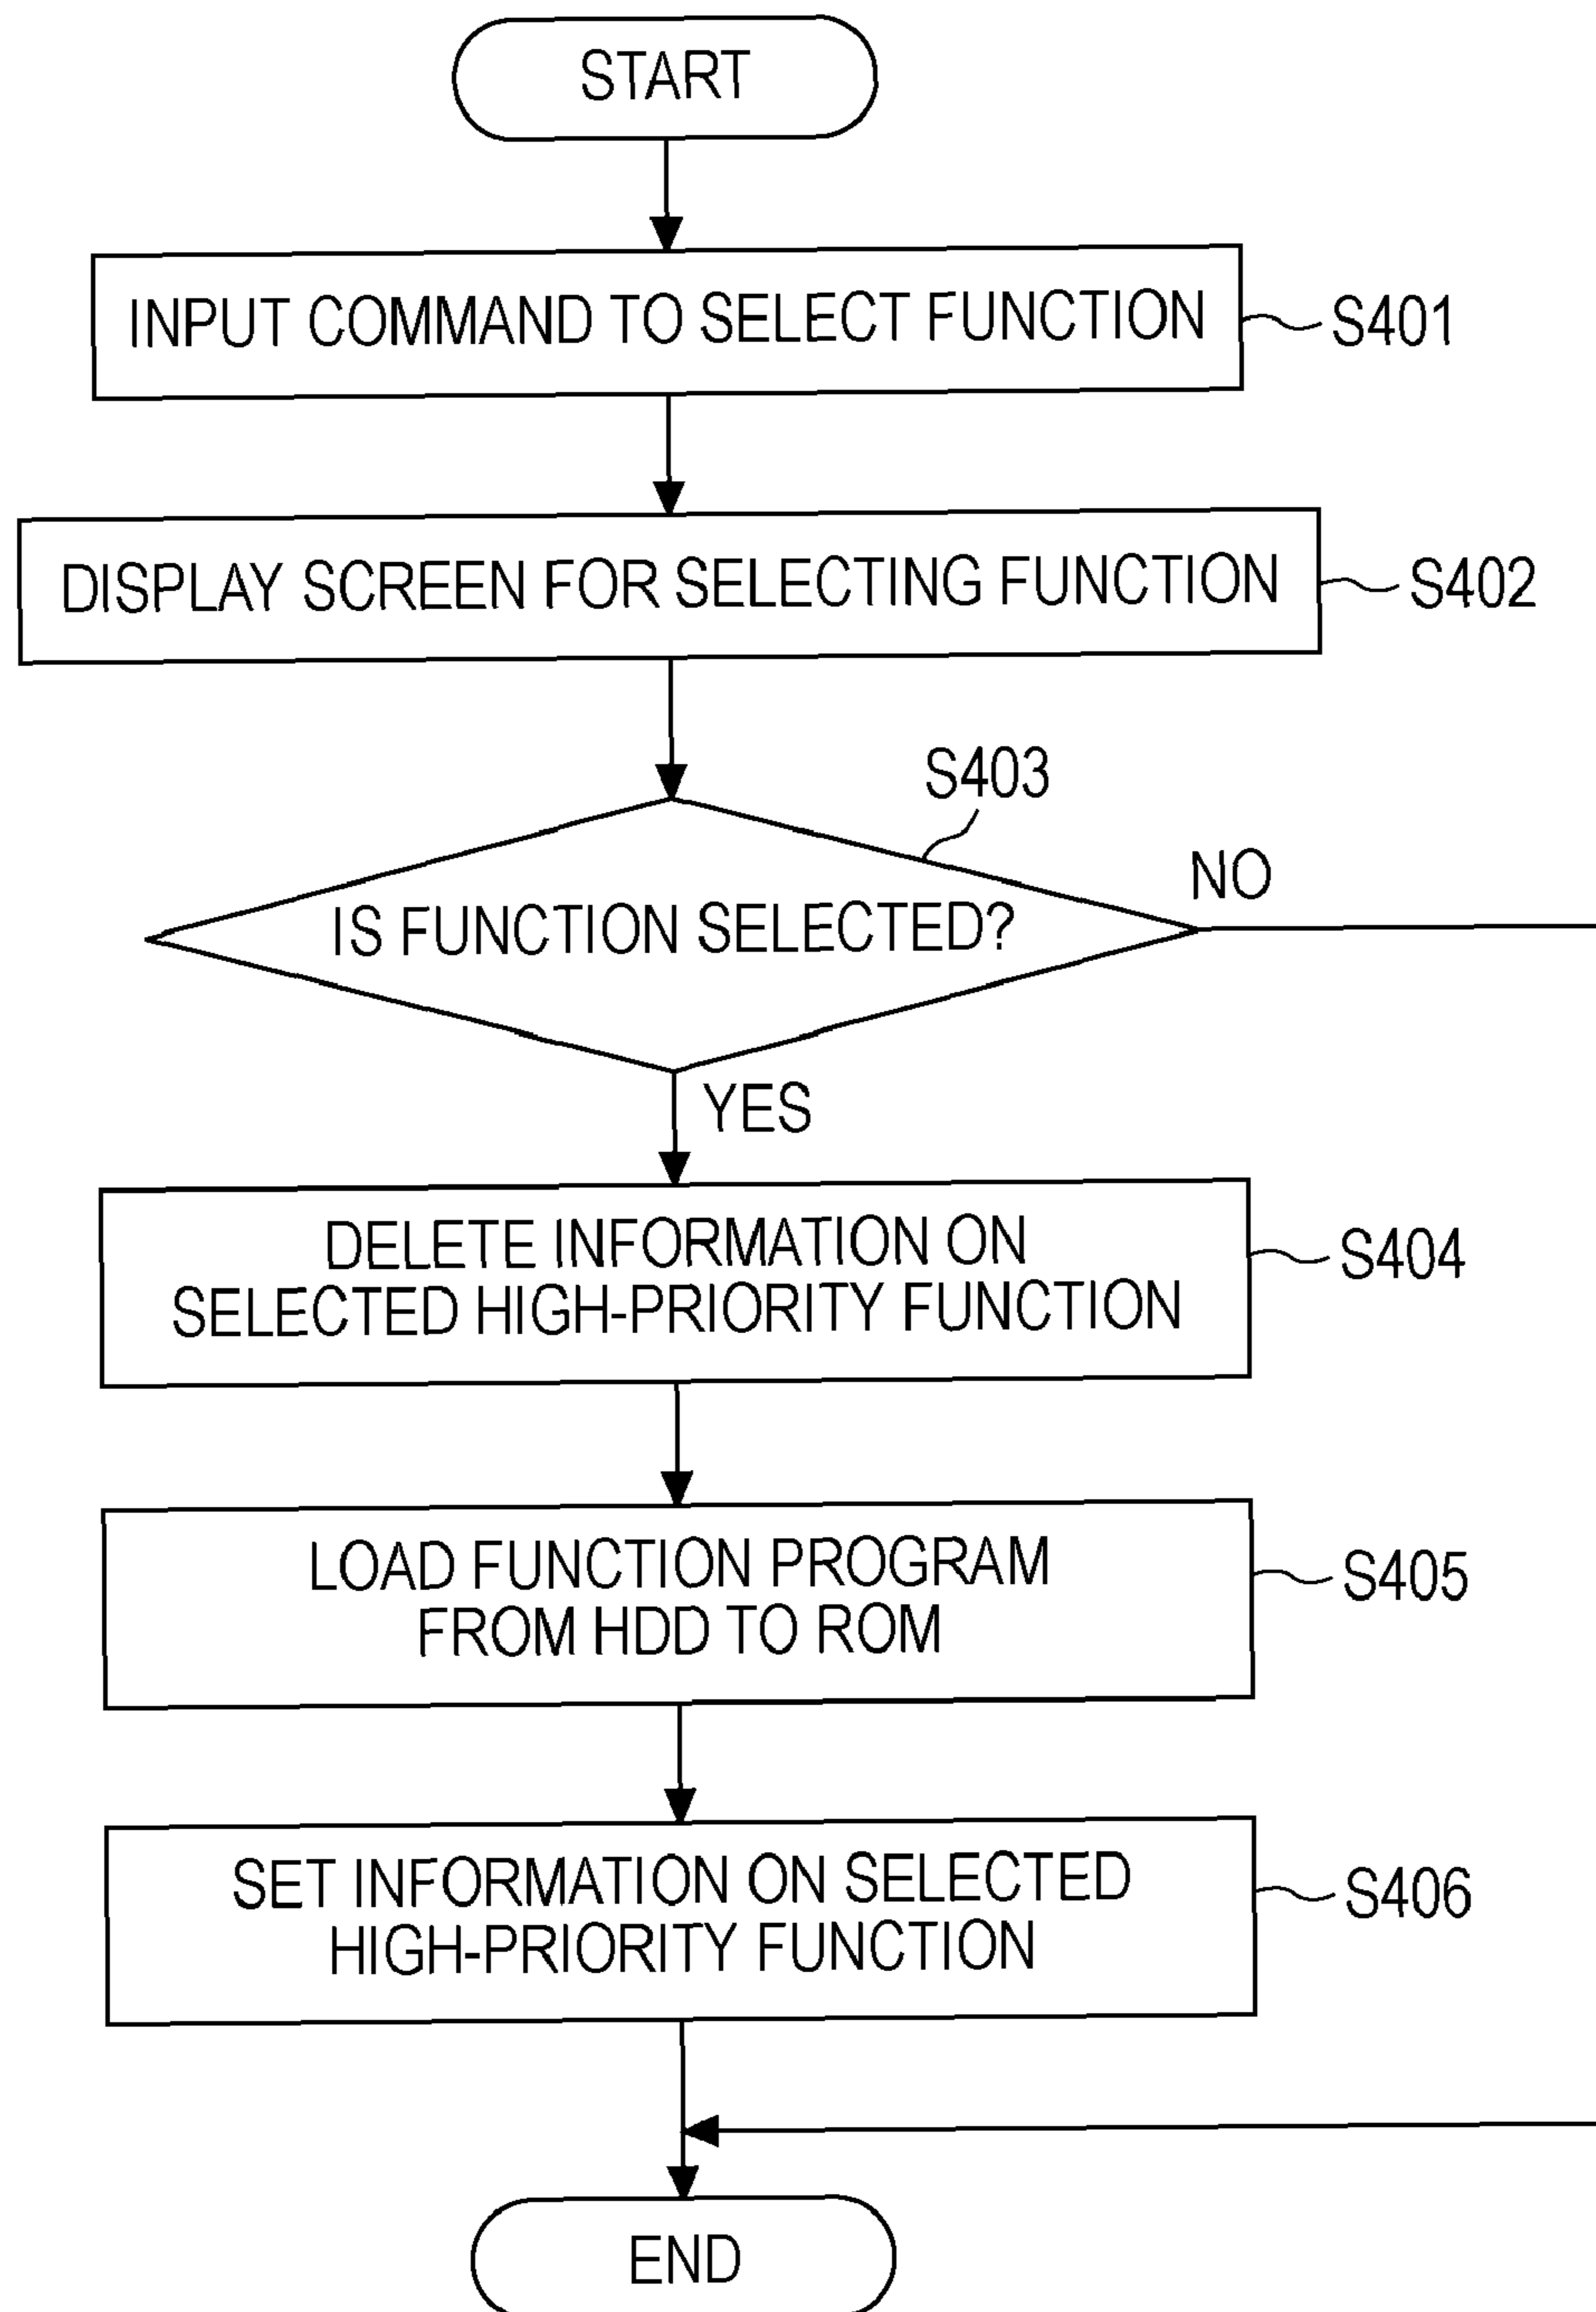 START
INPUT COMMAND TO SELECT FUNCTION
S401
DISPLAY SCREEN FOR SELECTING FUNCTION
S402
S403
IS FUNCTION SELECTED?
NO
YES
DELETE INFORMATION ON
SELECTED HIGH-PRIORITY FUNCTION
S404
LOAD FUNCTION PROGRAM
FROM HDD TO ROM
S405
SET INFORMATION ON SELECTED
HIGH-PRIORITY FUNCTION
S406
END